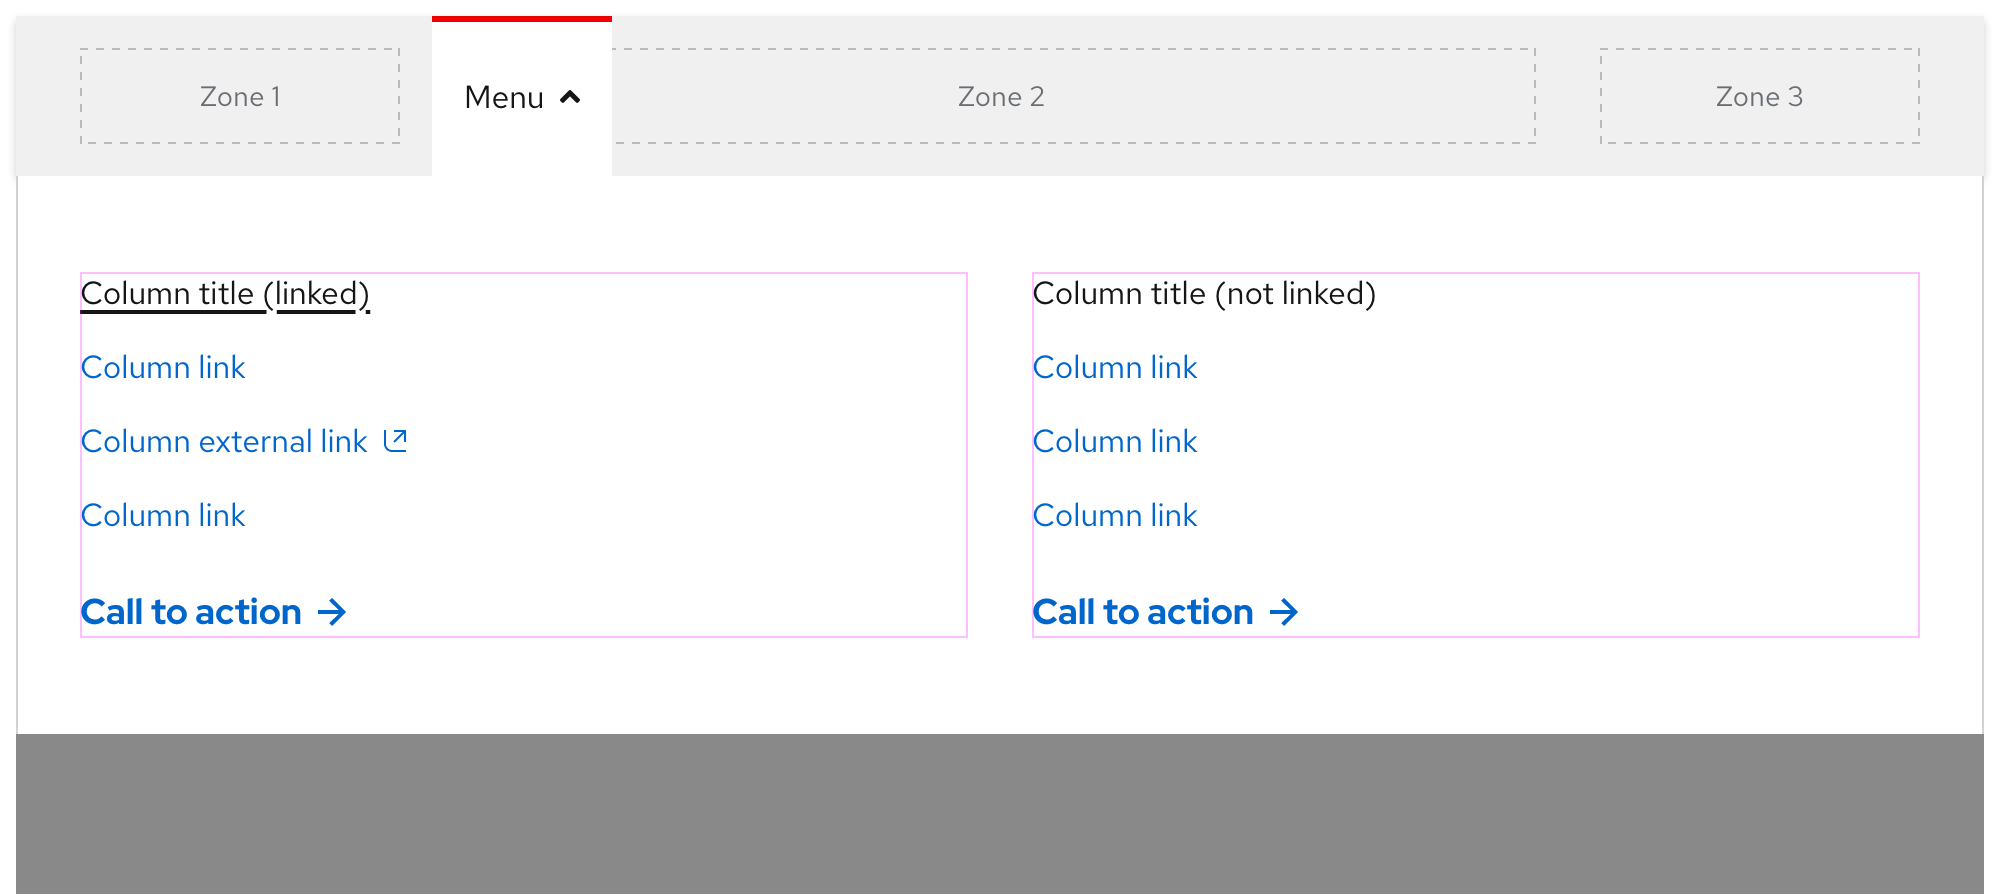 Zone 1
Menu
Zone 2
Zone 3
Column title (linked)
Column link
Column external link
Column link
Call to action
Column title (not linked)
Column link
Column link
Column link
Call to action